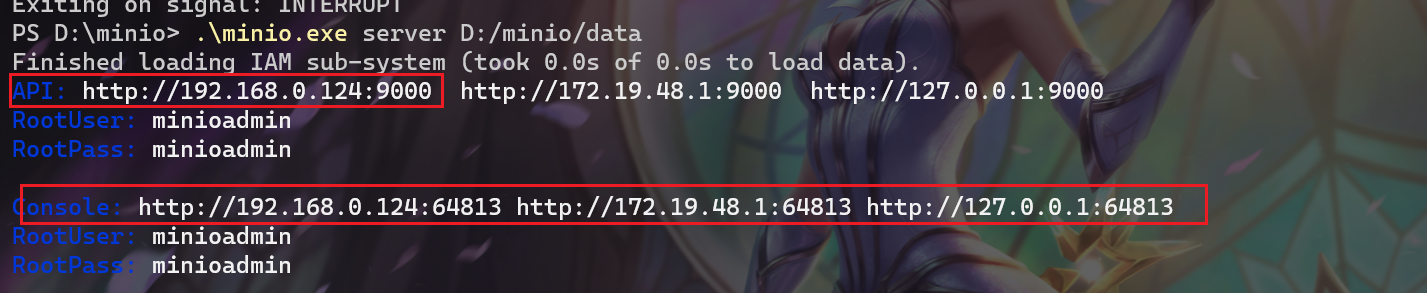 Exiting on signal: INTERRUPT
PS D:\minio> .\minio.exe server D:/minio/data
Finished loading IAM sub-system (took 0.0s of 0.0s to load data).
API: http://192.168.0.124:9000  http://172.19.48.1:9000  http://127.0.0.1:9000
RootUser: minioadmin
RootPass: minioadmin
Console: http://192.168.0.124:64813 http://172.19.48.1:64813 http://127.0.0.1:64813
RootUser: minioadmin
RootPass: minioadmin